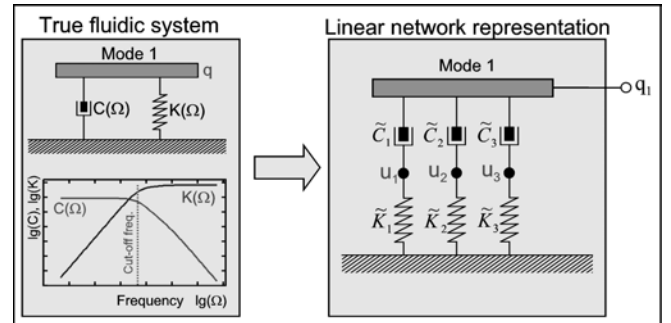 True fluidic system
Mode 1
q
C(Ω)
K(Ω)
lg(C), lg(K)
C(Ω)
K(Ω)
Cut-off freq.
Frequency lg(Ω)
Linear network representation
Mode 1
q₁
C̃₁ C̃₂ C̃₃
u₁ u₂ u₃
K̃₁ K̃₂ K̃₃